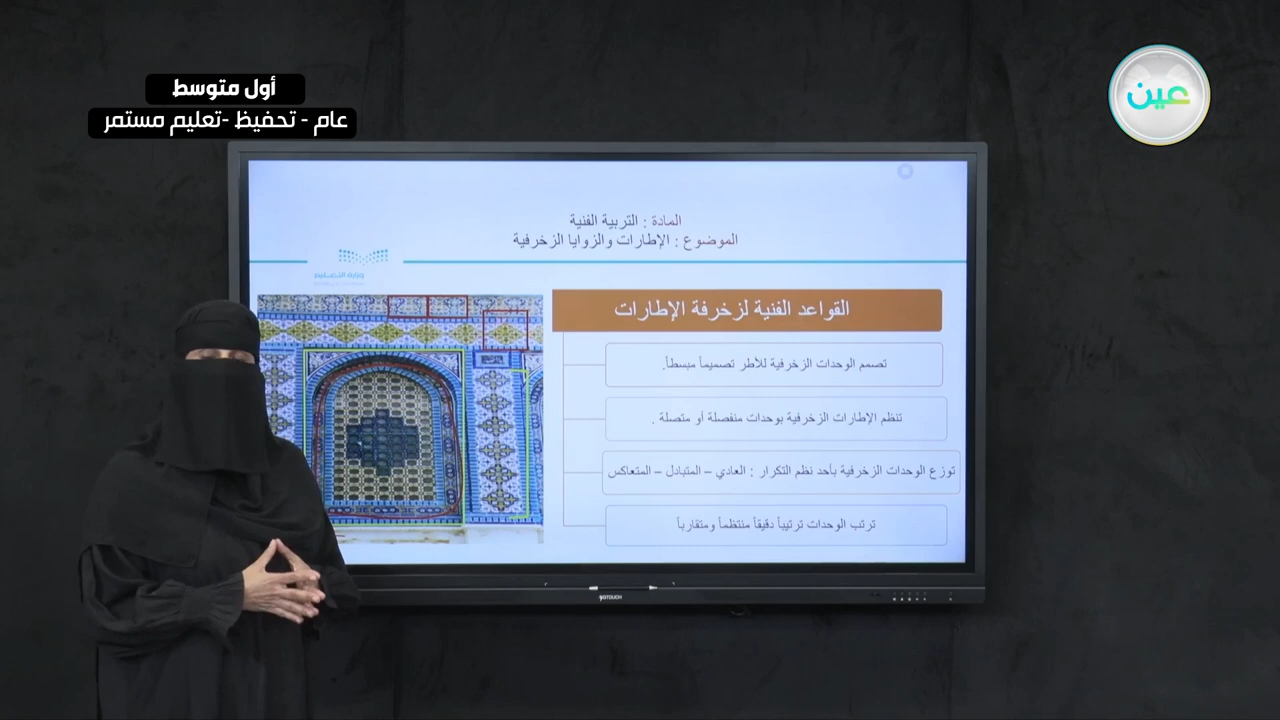 أول متوسط
عام - تحفيظ -تعليم مستمر
عين
المادة : التربية الفنية
الموضوع : الإطارات والزوايا الزخرفية
وزارة التعليم
القواعد الفنية لزخرفة الإطارات
تصمم الوحدات الزخرفية للأطر تصميماً مبسطاً.
تنظم الإطارات الزخرفية بوحدات منفصلة أو متصلة .
توزع الوحدات الزخرفية بأحد نظم التكرار : العادي – المتبادل – المتعاكس
ترتب الوحدات ترتيباً دقيقاً منتظماً ومتقارباً